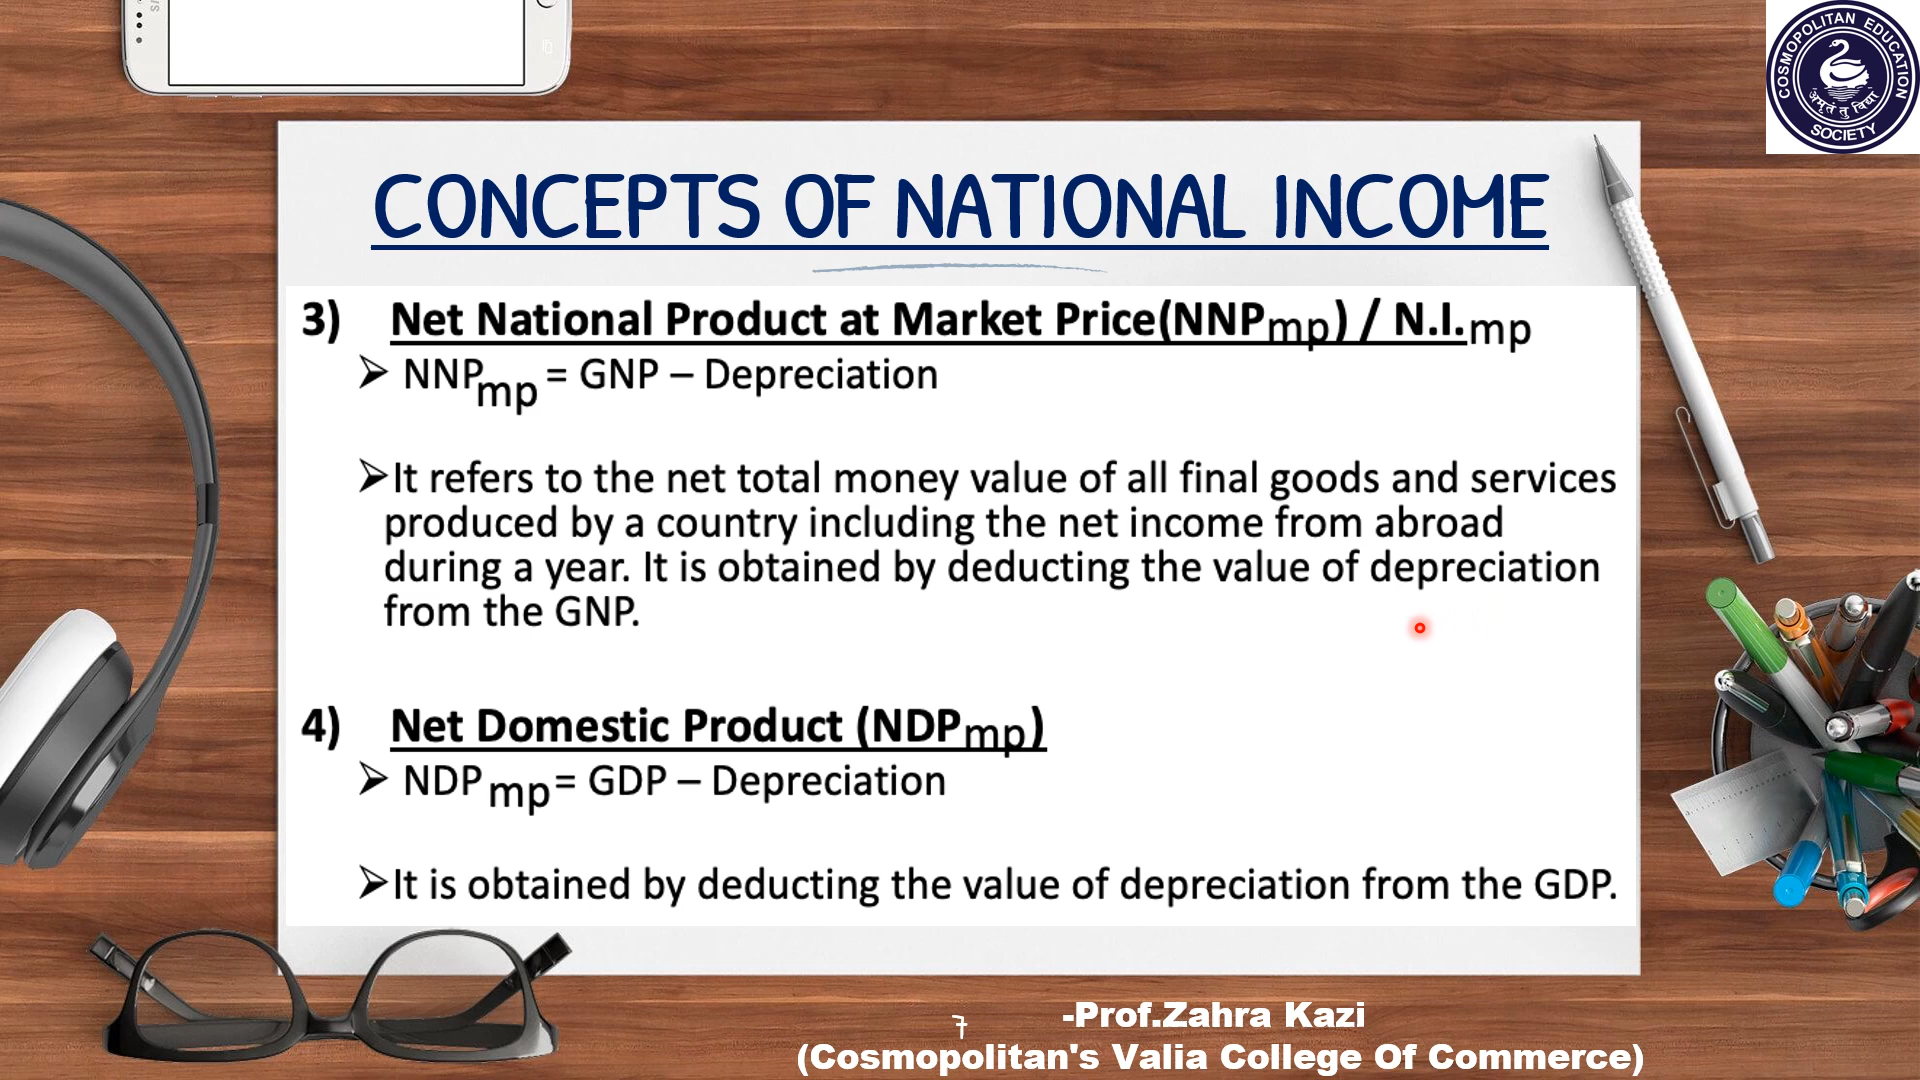 COSMOPOLITAN EDUCATION
अमृतं तु विद्या
SOCIETY
CONCEPTS OF NATIONAL INCOME
3) Net National Product at Market Price(NNPmp) / N.I.mp
➢ NNPmp = GNP – Depreciation
➢It refers to the net total money value of all final goods and services
produced by a country including the net income from abroad
during a year. It is obtained by deducting the value of depreciation
from the GNP.
4) Net Domestic Product (NDPmp)
➢ NDP mp = GDP – Depreciation
➢It is obtained by deducting the value of depreciation from the GDP.
7
-Prof.Zahra Kazi
(Cosmopolitan's Valia College Of Commerce)